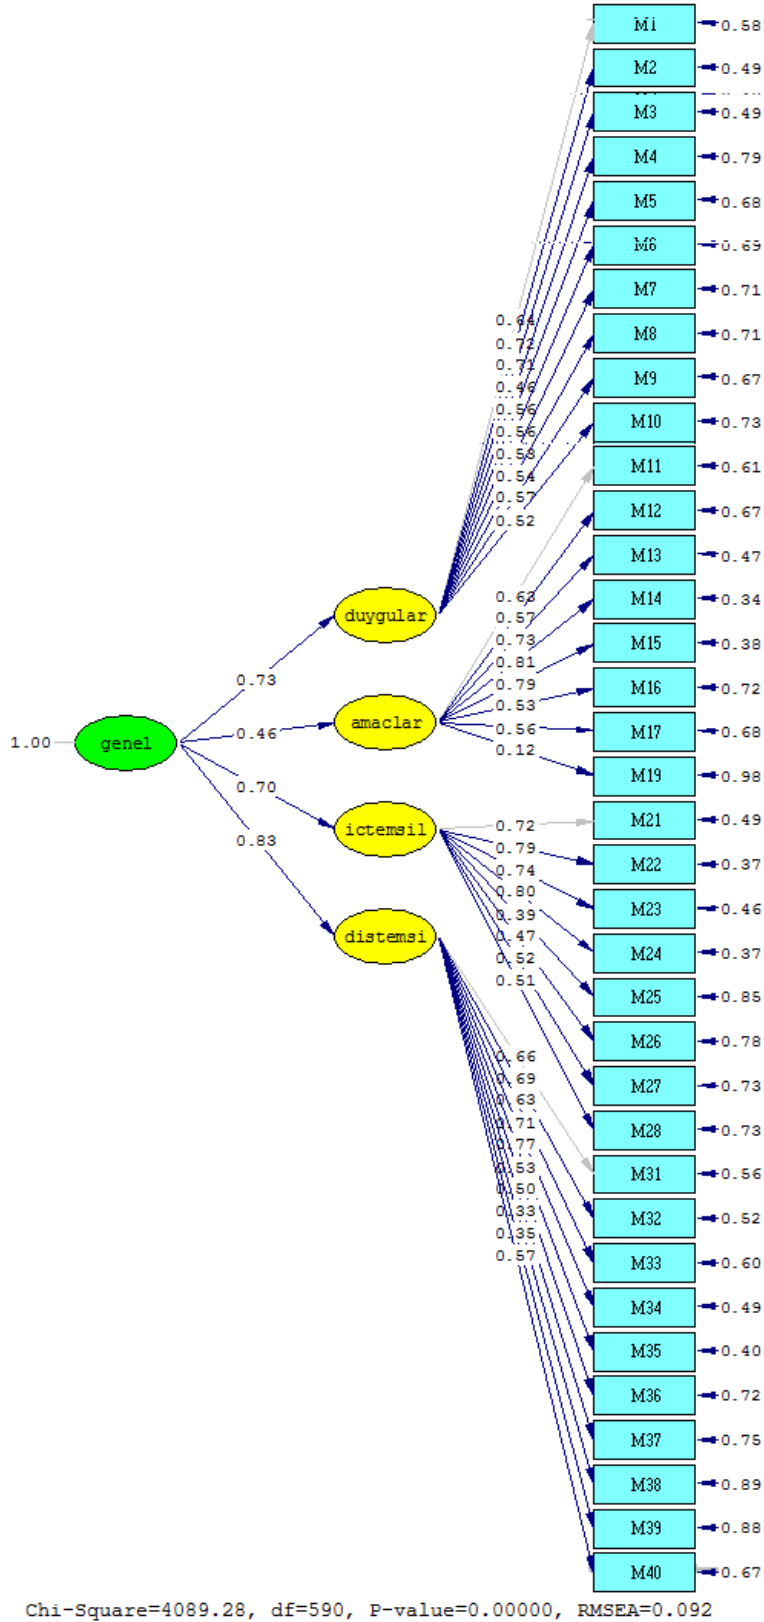 M1 0.58
M2 0.49
M3 0.49
M4 0.79
M5 0.68
M6 0.69
M7 0.71
0.64
M8 0.71
0.72
0.71
M9 0.67
0.46
0.56
M10 0.73
0.56
0.53
M11 0.61
0.54
0.57
M12 0.67
0.52
M13 0.47
0.63
M14 0.34
duygular
0.57
0.73
M15 0.38
0.81
0.73
0.79
M16 0.72
0.53
amaclar
0.46
0.56
M17 0.68
1.00 genel
0.12
M19 0.98
0.70
M21 0.49
ictemsil
0.72
0.83
0.79
M22 0.37
0.74
0.80
M23 0.46
0.39
distemsi
0.47
M24 0.37
0.52
0.51
M25 0.85
M26 0.78
0.66
0.69
M27 0.73
0.63
0.71
M28 0.73
0.77
0.53
M31 0.56
0.50
0.33
M32 0.52
0.35
0.57
M33 0.60
M34 0.49
M35 0.40
M36 0.72
M37 0.75
M38 0.89
M39 0.88
M40 0.67
Chi-Square=4089.28, df=590, P-value=0.00000, RMSEA=0.092